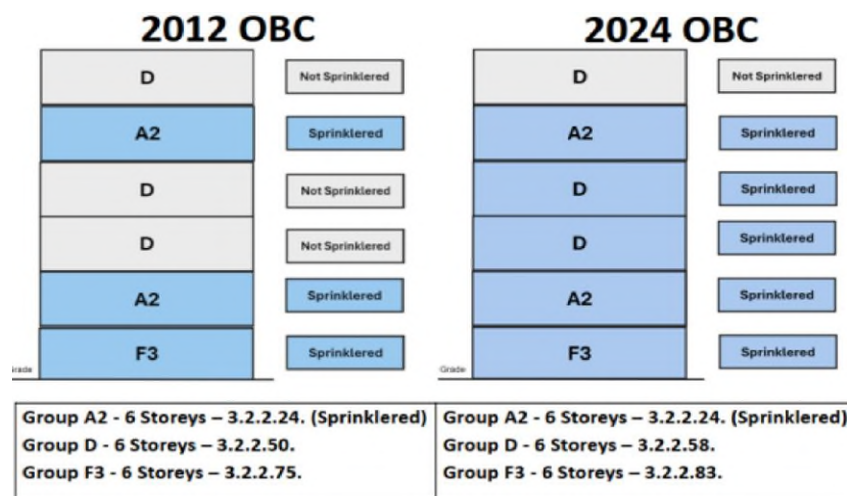 2012 OBC
D
Not Sprinklered
A2
Sprinklered
D
Not Sprinklered
D
Not Sprinklered
A2
Sprinklered
F3
Sprinklered
Group A2 - 6 Storeys – 3.2.2.24. (Sprinklered)
Group D - 6 Storeys – 3.2.2.50.
Group F3 - 6 Storeys – 3.2.2.75.
2024 OBC
D
Not Sprinklered
A2
Sprinklered
D
Sprinklered
D
Sprinklered
A2
Sprinklered
F3
Sprinklered
Grade
Group A2 - 6 Storeys – 3.2.2.24. (Sprinklered)
Group D - 6 Storeys – 3.2.2.58.
Group F3 - 6 Storeys – 3.2.2.83.